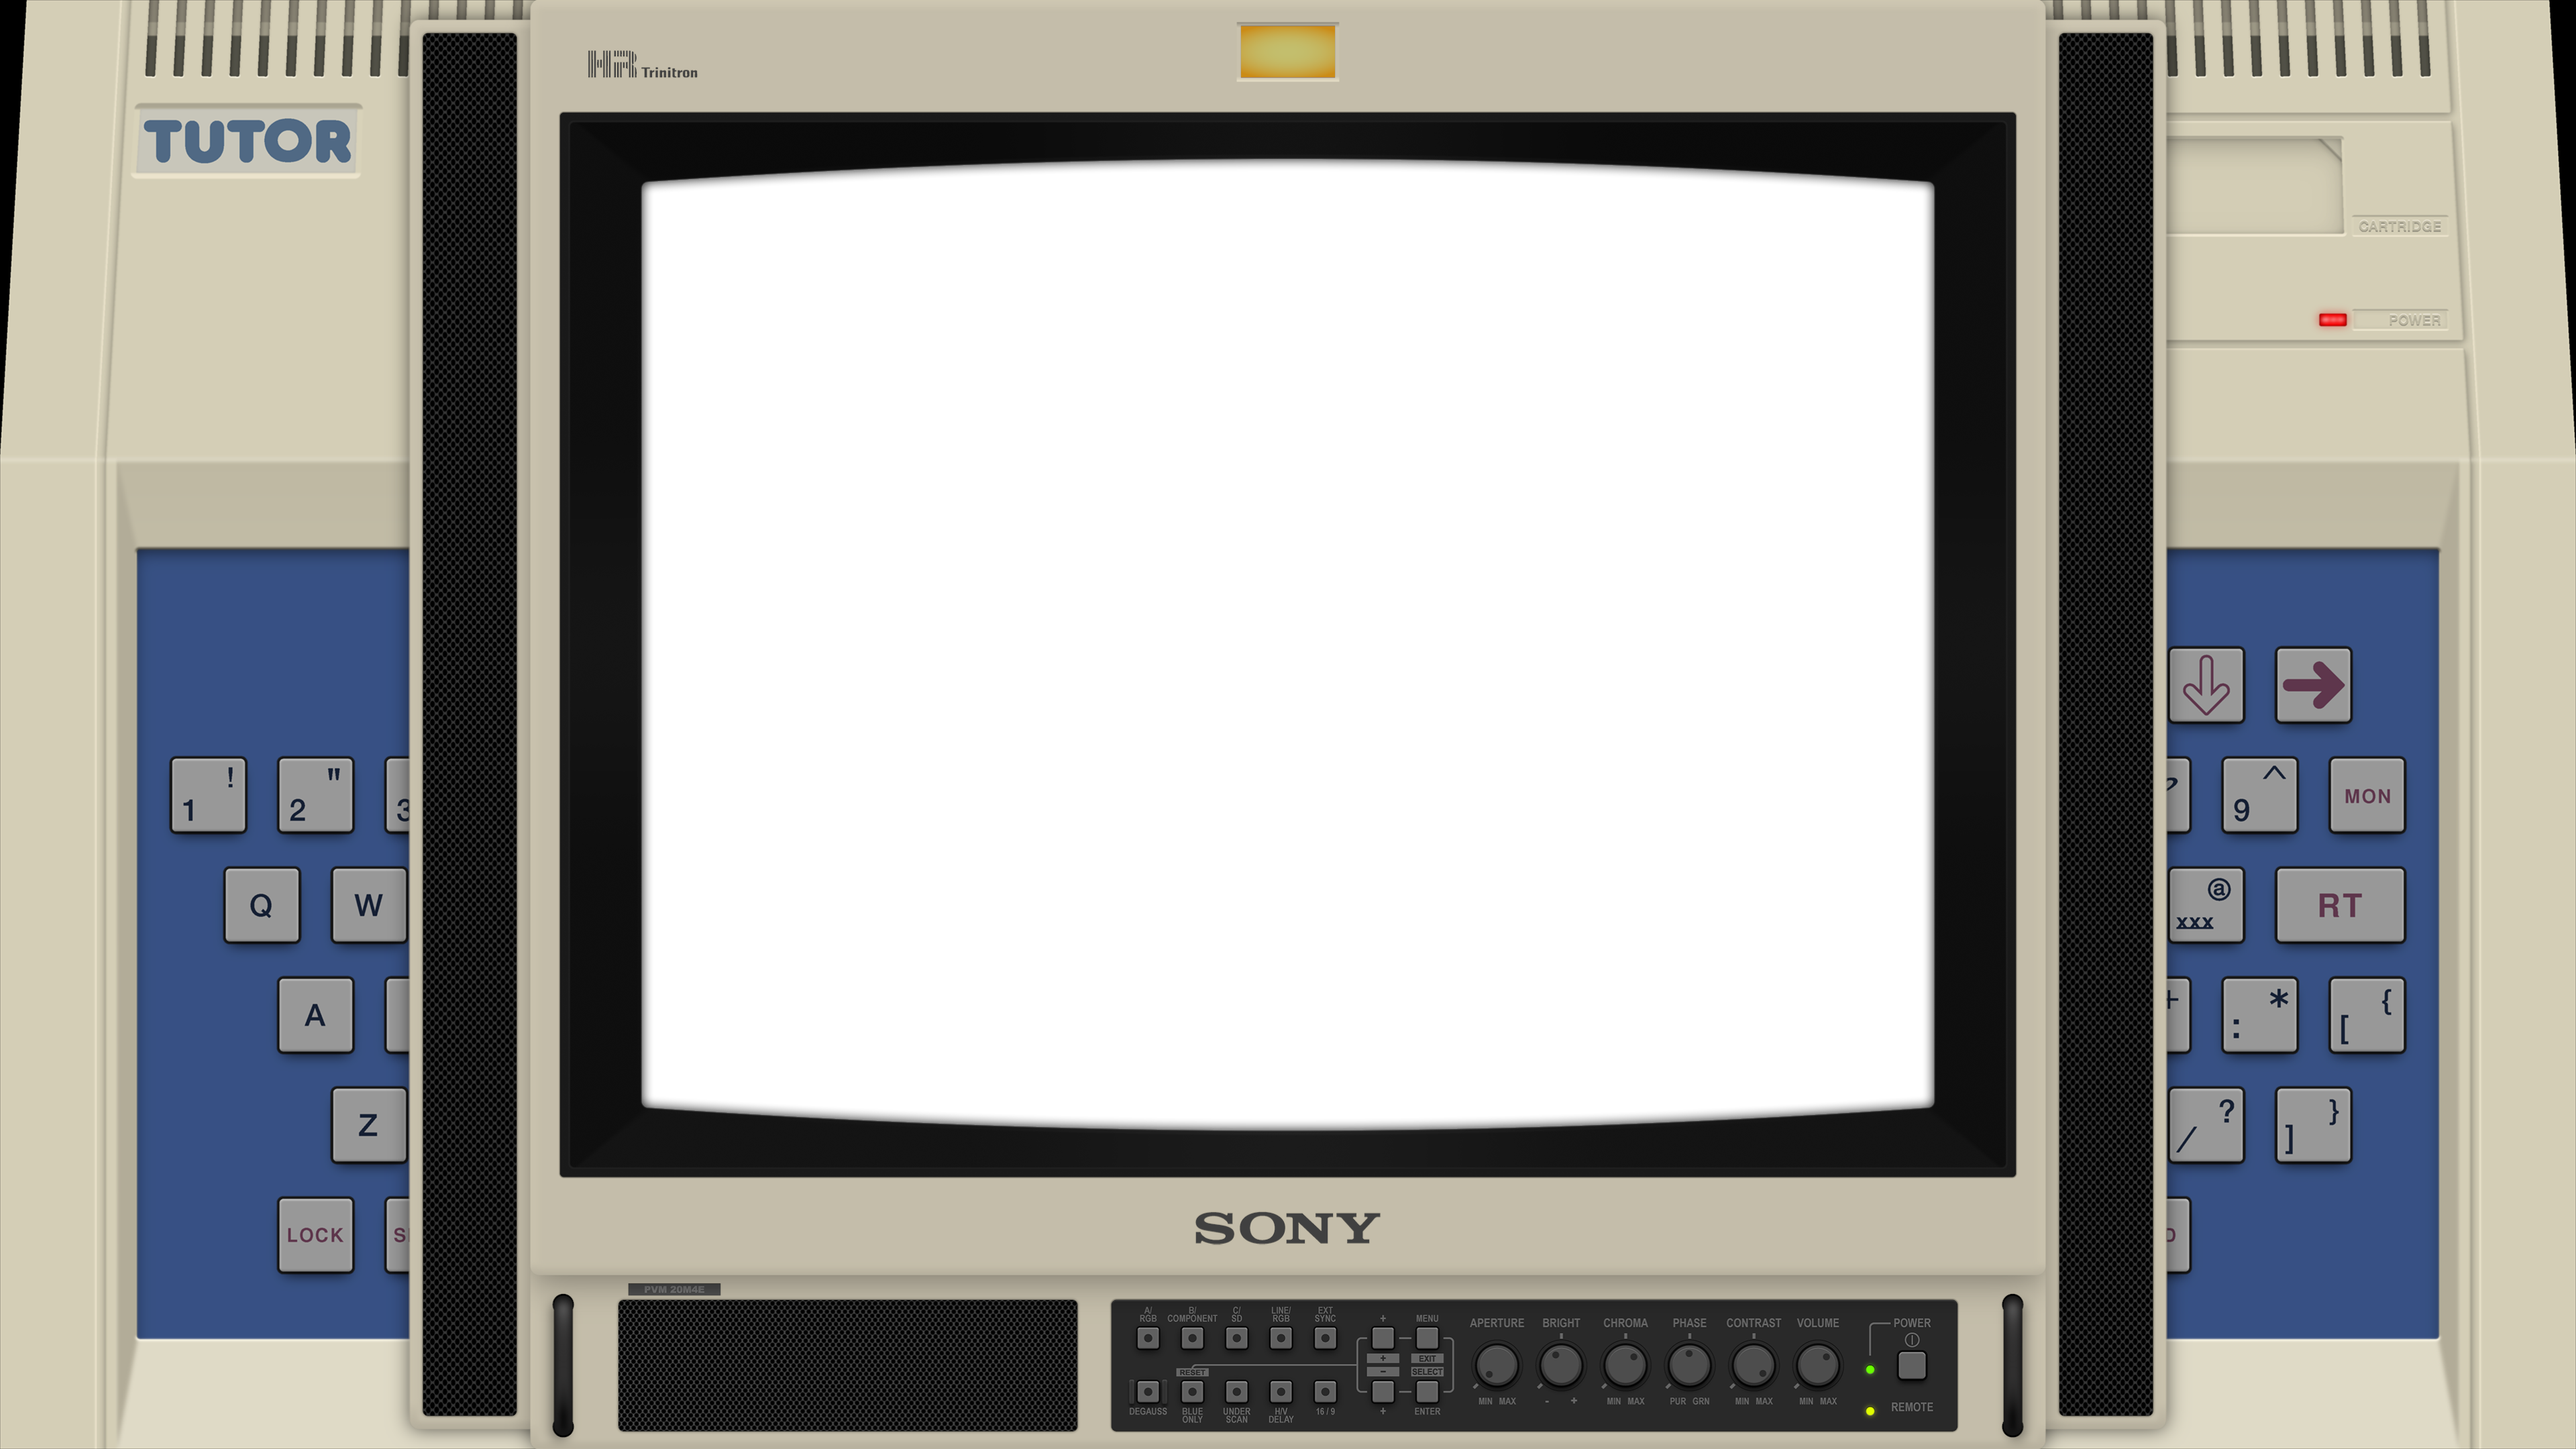 HR Trinitron
TUTOR
CARTRIDGE
POWER
! 1
" 2
3
^ 9
MON
Q
W
@ xxx
RT
A
+
* :
{ [
Z
? /
} ]
LOCK
SONY
PVM 20M4E
A/ RGB
B/ COMPONENT
C/ SD
LINE/ RGB
EXT SYNC
+
MENU
APERTURE
BRIGHT
CHROMA
PHASE
CONTRAST
VOLUME
POWER
+
EXIT
RESET
−
SELECT
MIN MAX
- +
MIN MAX
PUR GRN
MIN MAX
MIN MAX
DEGAUSS
BLUE ONLY
UNDER SCAN
H/V DELAY
16 / 9
+
ENTER
REMOTE